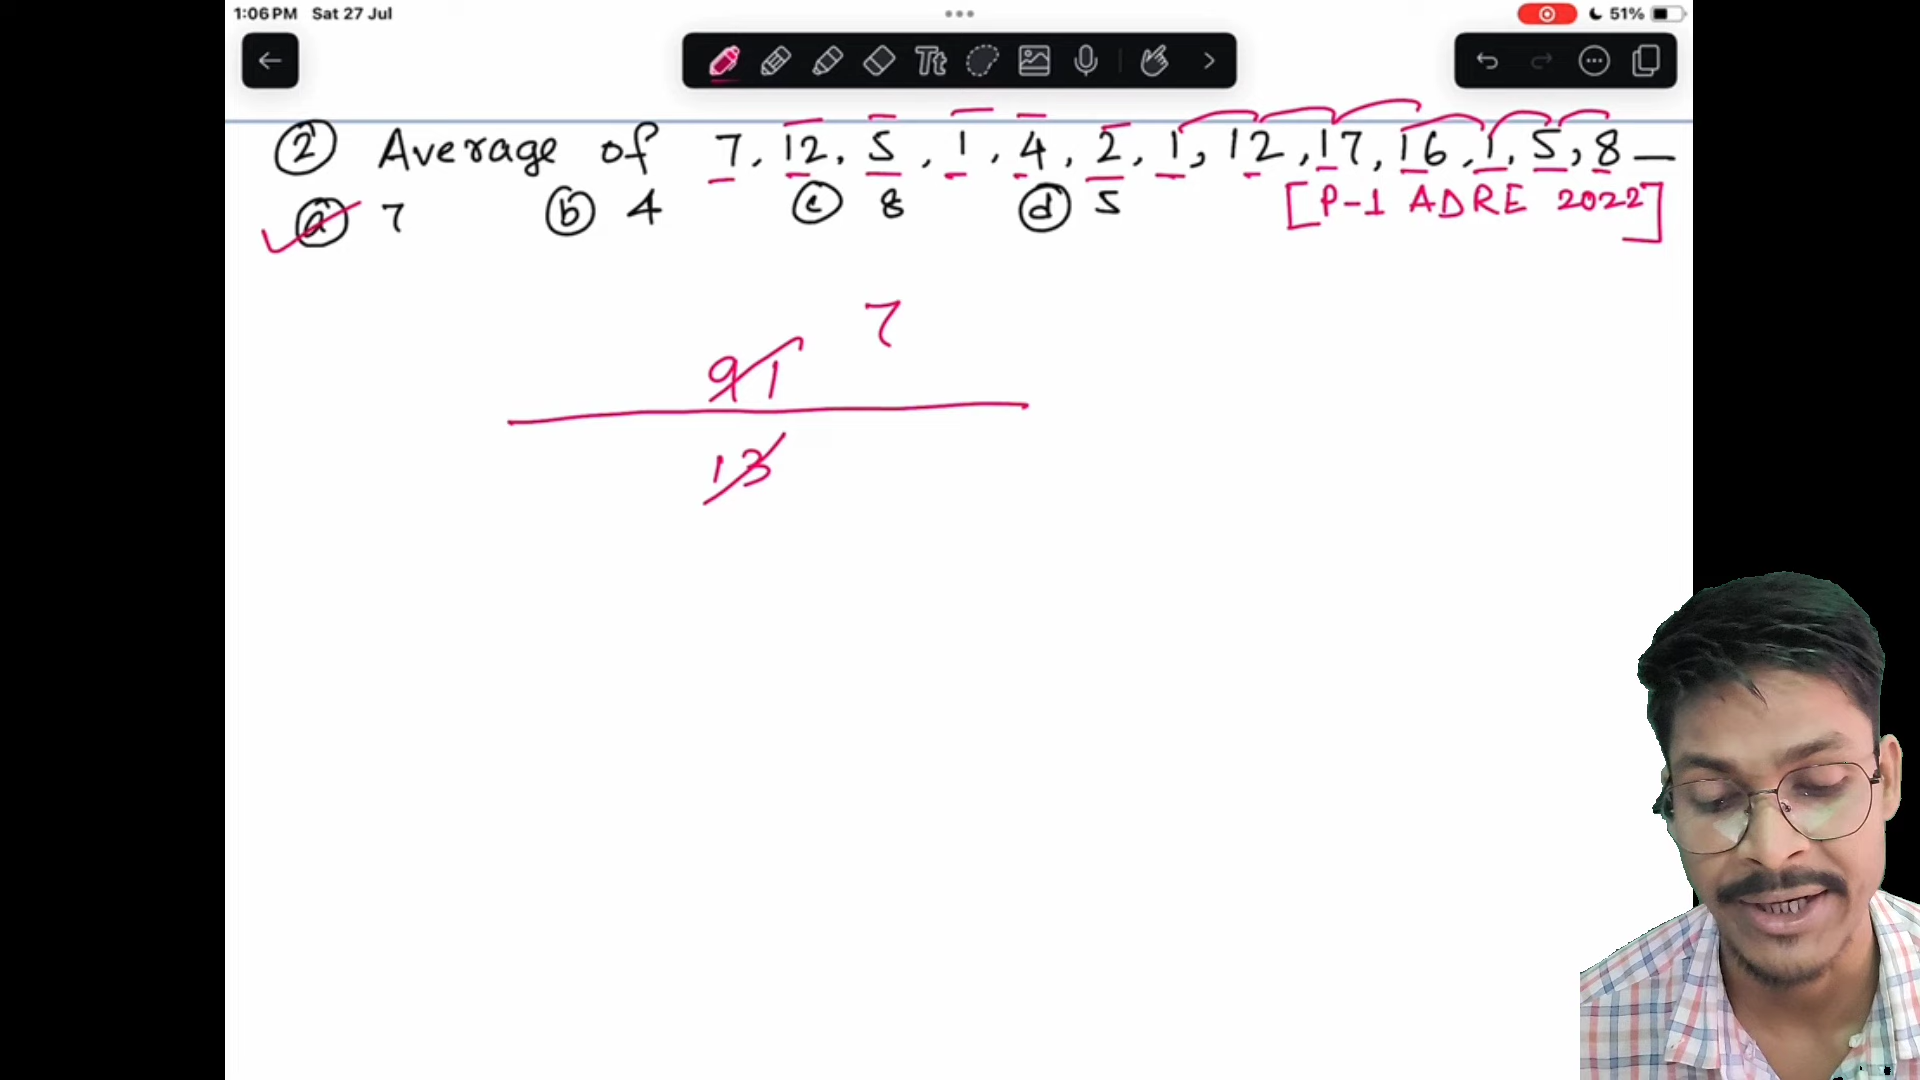 1:06 PM Sat 27 Jul
51%
Tt
② Average of 7, 12, 5, 1, 4, 2, 1, 12, 17, 16, 1, 5, 8 —
ⓐ 7 ⓑ 4 ⓒ 8 ⓓ 5 [P-1 ADRE 2022]
7
91
13